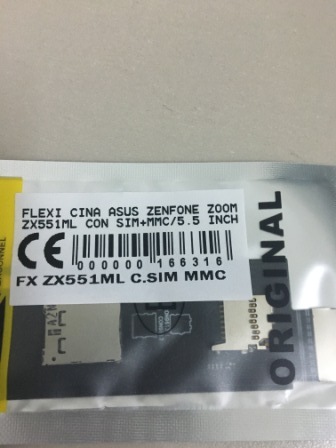 FLEXI CINA ASUS ZENFONE ZOOM
ZX551ML CON SIM+MMC/5.5 INCH
CE
000000 166316
FX ZX551ML C.SIM MMC
ORIGINAL